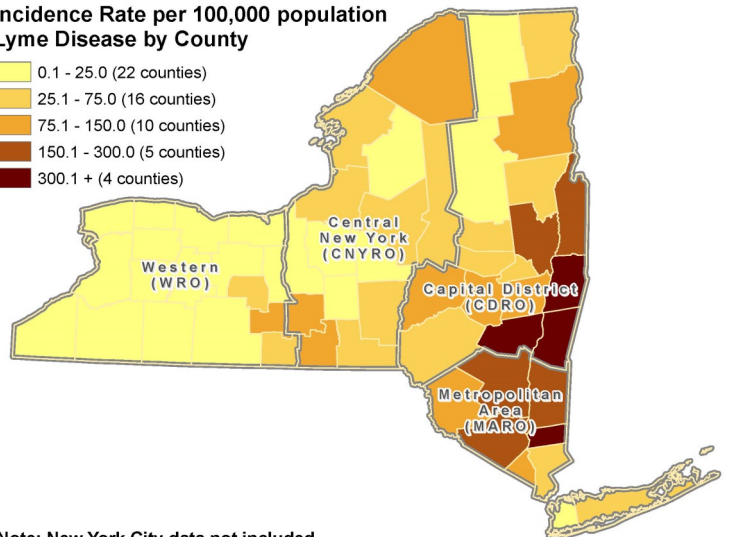 ncidence Rate per 100,000 population
Lyme Disease by County
0.1 - 25.0 (22 counties)
25.1 - 75.0 (16 counties)
75.1 - 150.0 (10 counties)
150.1 - 300.0 (5 counties)
300.1 + (4 counties)
Central
New York
(CNYRO)
Western
(WRO)
Capital District
(CDRO)
Metropolitan
Area
(MARO)
Note: New York City data not included